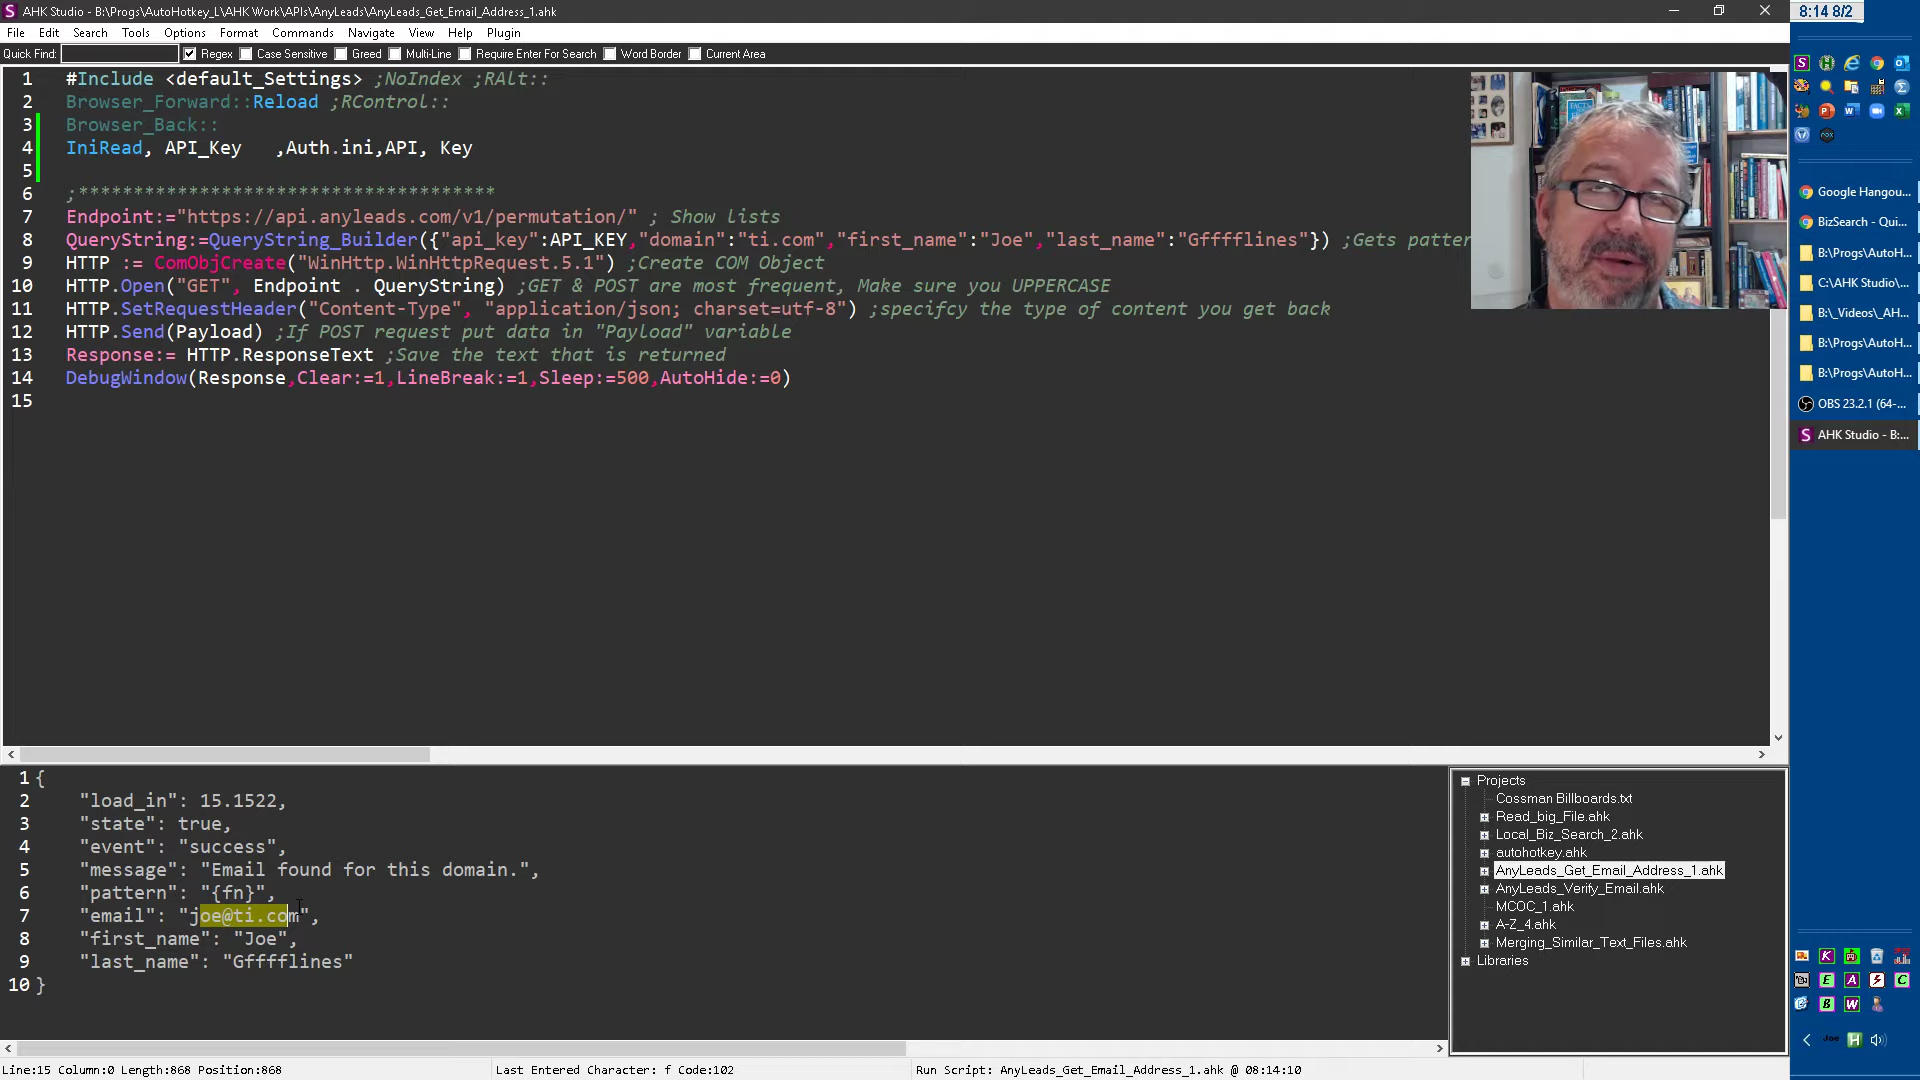 AHK Studio - B:\Progs\AutoHotkey_L\AHK Work\APIs\AnyLeads\AnyLeads_Get_Email_Address_1.ahk
8:14 8/2
File Edit Search Tools Options Format Commands Navigate View Help Plugin
Quick Find: Regex Case Sensitive Greed Multi-Line Require Enter For Search Word Border Current Area
1 #Include <default_Settings> ;NoIndex ;RAlt::
2 Browser_Forward::Reload ;RControl::
3 Browser_Back::
4 IniRead, API_Key ,Auth.ini,API, Key
5
6 ;**************************************
7 Endpoint:="https://api.anyleads.com/v1/permutation/" ; Show lists
8 QueryString:=QueryString_Builder({"api_key":API_KEY,"domain":"ti.com","first_name":"Joe","last_name":"Gfffflines"}) ;Gets patter
9 HTTP := ComObjCreate("WinHttp.WinHttpRequest.5.1") ;Create COM Object
10 HTTP.Open("GET", Endpoint . QueryString) ;GET & POST are most frequent, Make sure you UPPERCASE
11 HTTP.SetRequestHeader("Content-Type", "application/json; charset=utf-8") ;specifcy the type of content you get back
12 HTTP.Send(Payload) ;If POST request put data in "Payload" variable
13 Response:= HTTP.ResponseText ;Save the text that is returned
14 DebugWindow(Response,Clear:=1,LineBreak:=1,Sleep:=500,AutoHide:=0)
15
1 {
2 "load_in": 15.1522,
3 "state": true,
4 "event": "success",
5 "message": "Email found for this domain.",
6 "pattern": "{fn}",
7 "email": "joe@ti.com",
8 "first_name": "Joe",
9 "last_name": "Gfffflines"
10 }
Projects
Cossman Billboards.txt
Read_big_File.ahk
Local_Biz_Search_2.ahk
autohotkey.ahk
AnyLeads_Get_Email_Address_1.ahk
AnyLeads_Verify_Email.ahk
MCOC_1.ahk
A-Z_4.ahk
Merging_Similar_Text_Files.ahk
Libraries
Google Hangou...
BizSearch - Qui...
B:\Progs\AutoH...
C:\AHK Studio\...
B:\_Videos\_AH...
B:\Progs\AutoH...
B:\Progs\AutoH...
OBS 23.2.1 (64-...
AHK Studio - B:...
Joe
Line:15 Column:0 Length:868 Position:868
Last Entered Character: f Code:102
Run Script: AnyLeads_Get_Email_Address_1.ahk @ 08:14:10